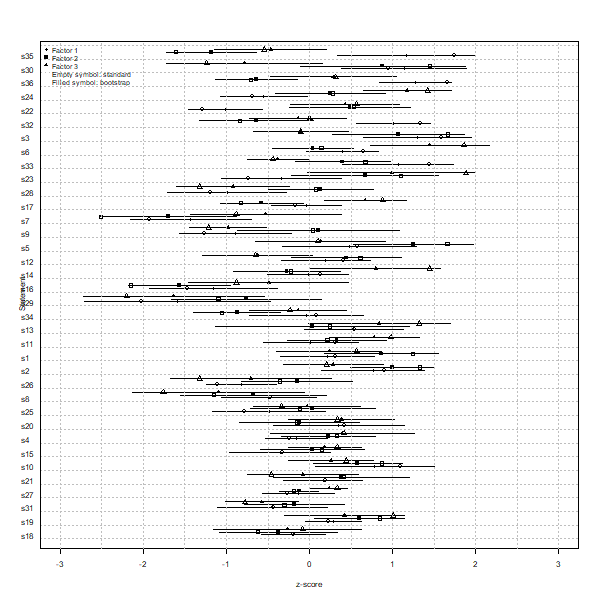 Factor 1
Factor 2
Factor 3
Empty symbol: standard
Filled symbol: bootstrap
s35
s30
s36
s24
s22
s32
s3
s6
s33
s23
s28
s17
s7
s9
s5
s12
s14
s16
s29
s34
s13
s11
s1
s2
s26
s8
s25
s20
s4
s15
s10
s21
s27
s31
s19
s18
Statements
-3 -2 -1 0 1 2 3
z-score